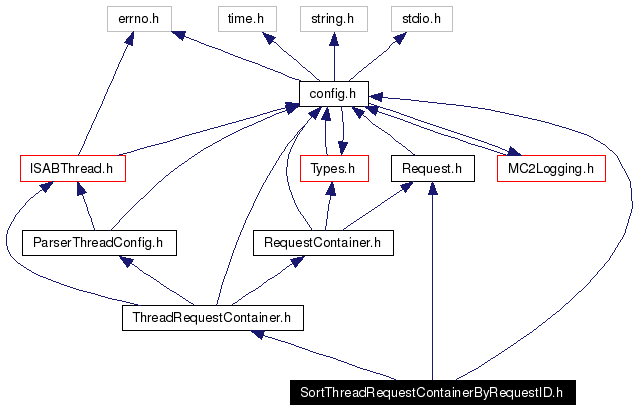 errno.h
time.h
string.h
stdio.h
config.h
ISABThread.h
Types.h
Request.h
MC2Logging.h
ParserThreadConfig.h
RequestContainer.h
ThreadRequestContainer.h
SortThreadRequestContainerByRequestID.h